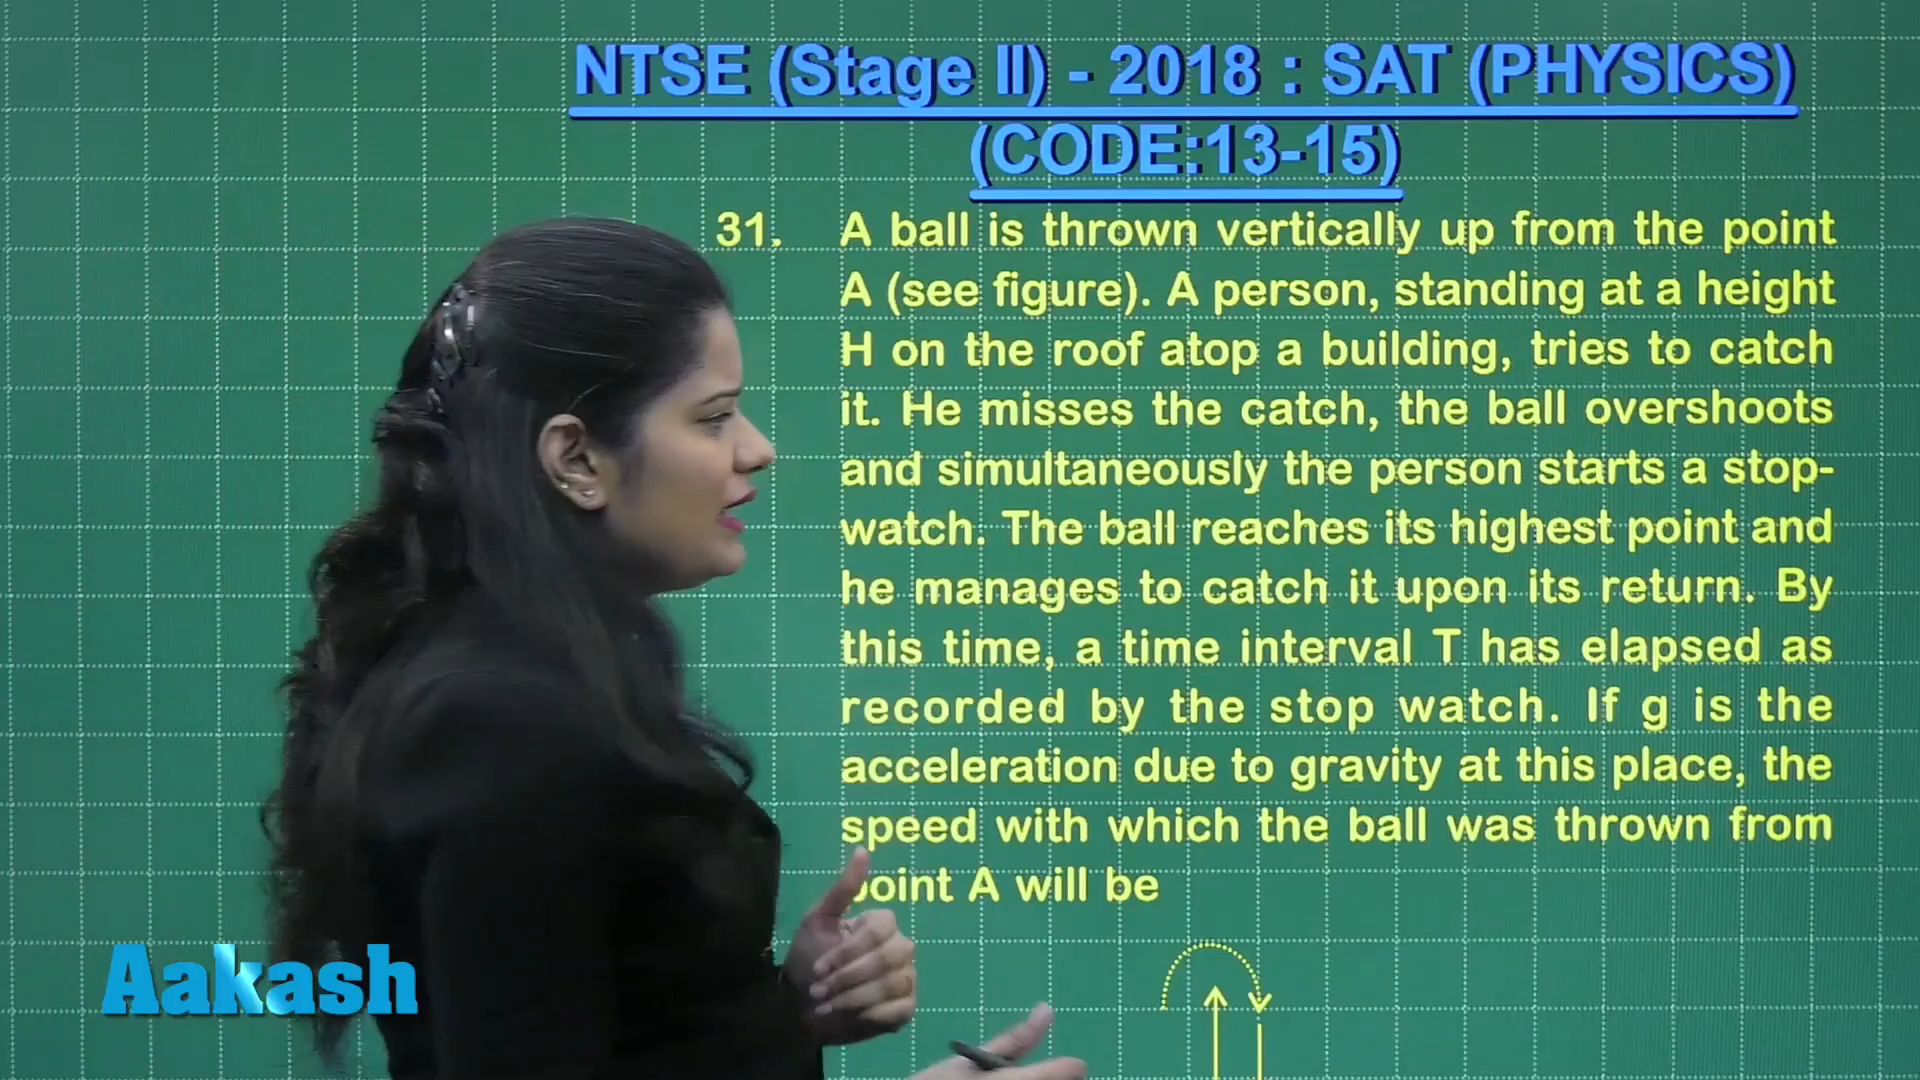 NTSE (Stage II) - 2018 : SAT (PHYSICS)
(CODE:13-15)
31. A ball is thrown vertically up from the point
A (see figure). A person, standing at a height
H on the roof atop a building, tries to catch
it. He misses the catch, the ball overshoots
and simultaneously the person starts a stop-
watch. The ball reaches its highest point and
he manages to catch it upon its return. By
this time, a time interval T has elapsed as
recorded by the stop watch. If g is the
acceleration due to gravity at this place, the
speed with which the ball was thrown from
point A will be
Aakash